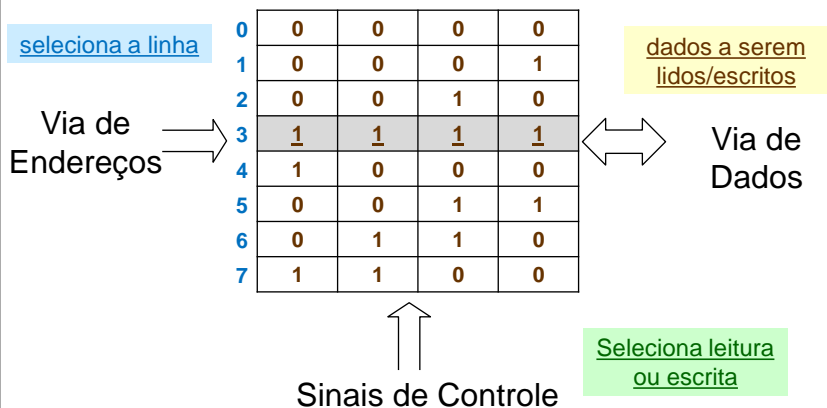 seleciona a linha
0 0 0 0 0
1 0 0 0 1
2 0 0 1 0
3 1 1 1 1
4 1 0 0 0
5 0 0 1 1
6 0 1 1 0
7 1 1 0 0
dados a serem
lidos/escritos
Via de
Endereços
Via de
Dados
Seleciona leitura
ou escrita
Sinais de Controle